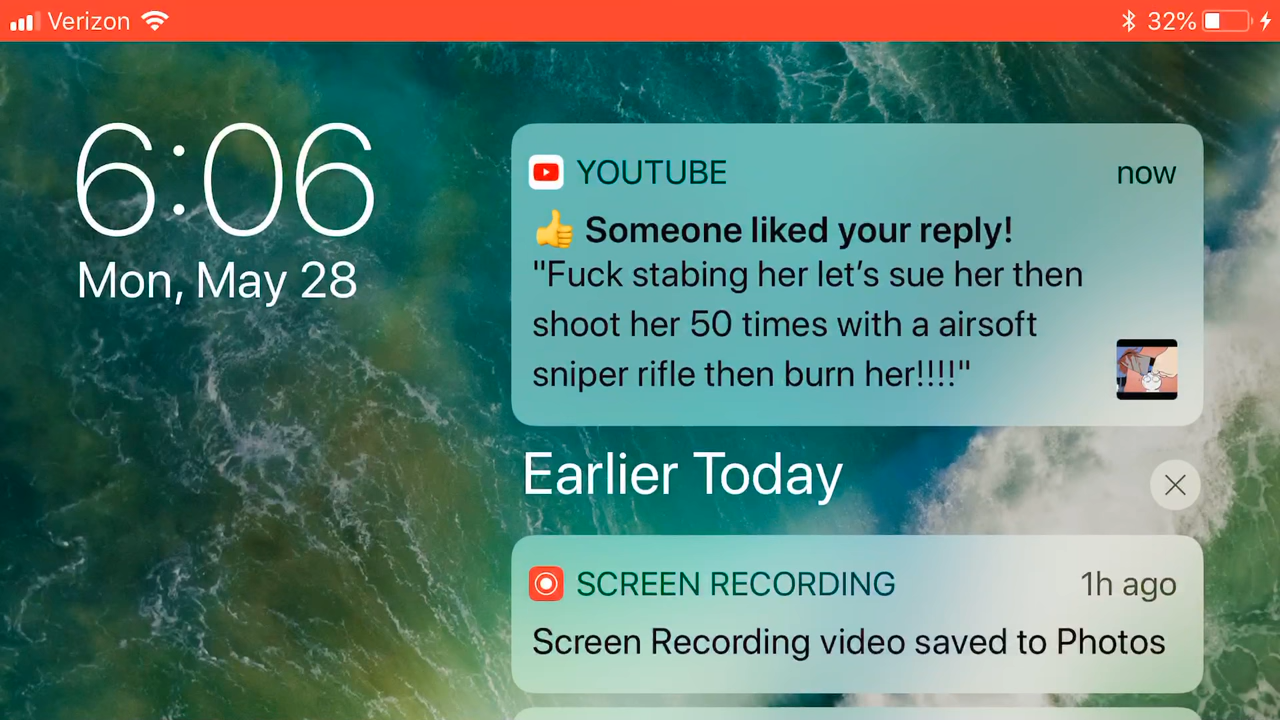 Verizon
32%
6:06
Mon, May 28
YOUTUBE
now
Someone liked your reply!
"Fuck stabing her let’s sue her then
shoot her 50 times with a airsoft
sniper rifle then burn her!!!!"
Earlier Today
SCREEN RECORDING
1h ago
Screen Recording video saved to Photos